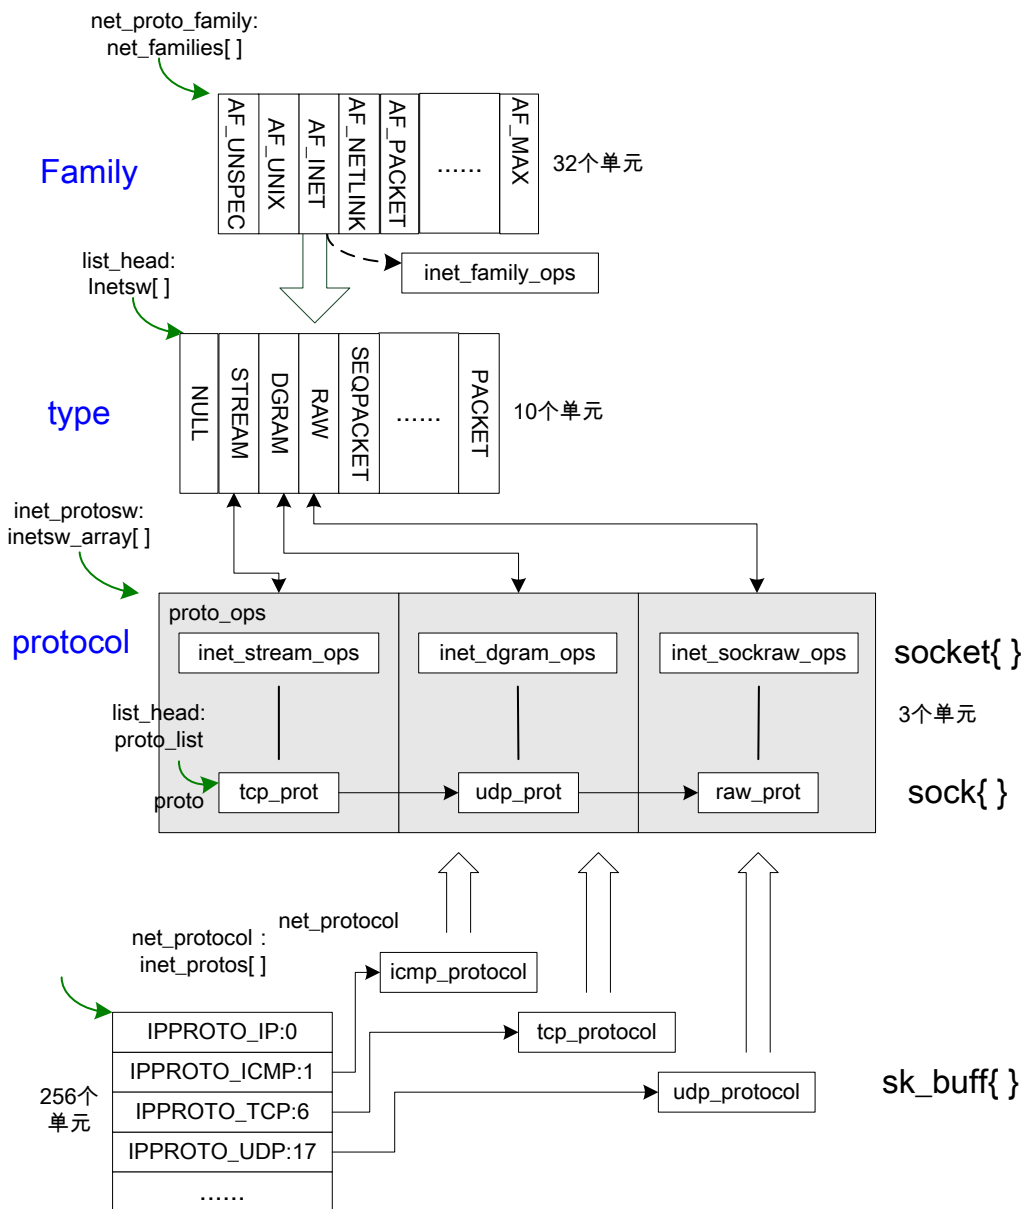 net_proto_family:
net_families[ ]
AF_UNSPEC
AF_UNIX
AF_INET
AF_NETLINK
AF_PACKET
......
AF_MAX
32个单元
Family
inet_family_ops
list_head:
Inetsw[ ]
NULL
STREAM
DGRAM
RAW
SEQPACKET
......
PACKET
10个单元
type
inet_protosw:
inetsw_array[ ]
protocol
proto_ops
inet_stream_ops
inet_dgram_ops
inet_sockraw_ops
socket{ }
list_head:
proto_list
3个单元
proto
tcp_prot
udp_prot
raw_prot
sock{ }
net_protocol
net_protocol :
inet_protos[ ]
icmp_protocol
tcp_protocol
udp_protocol
sk_buff{ }
IPPROTO_IP:0
IPPROTO_ICMP:1
IPPROTO_TCP:6
IPPROTO_UDP:17
......
256个
单元